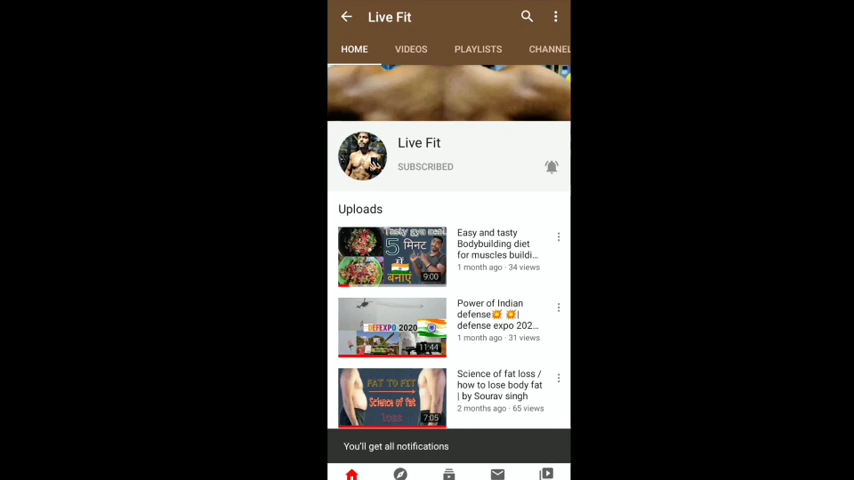 Live Fit
HOME VIDEOS PLAYLISTS CHANNEL
Live Fit
SUBSCRIBED
Uploads
Tasty gym meal
5 मिनट
में
बनाएं
9:00
Easy and tasty
Bodybuilding diet
for muscles buildi...
1 month ago · 34 views
DEFEXPO 2020
11:44
Power of Indian
defense💥 💥|
defense expo 202...
1 month ago · 31 views
FAT TO FIT
Science of fat
loss
7:05
Science of fat loss /
how to lose body fat
| by Sourav singh
2 months ago · 65 views
You'll get all notifications